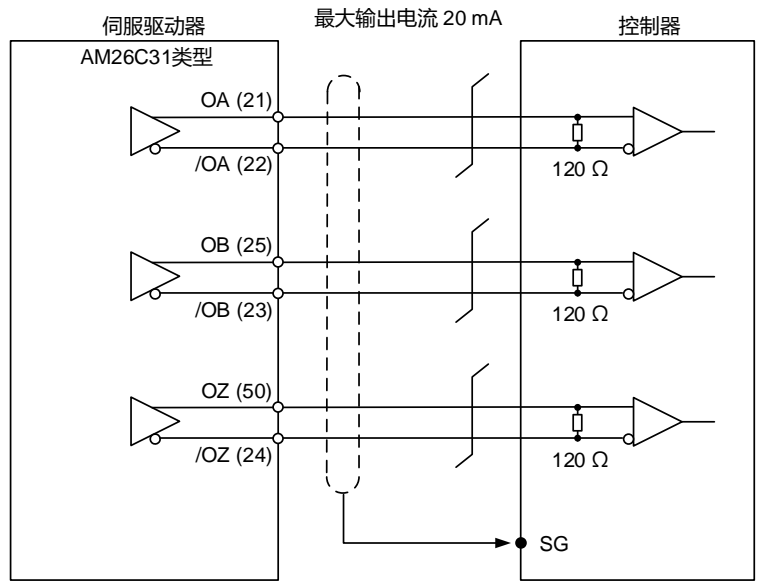 最大输出电流 20 mA
伺服驱动器
控制器
AM26C31类型
OA (21)
/OA (22)
120 Ω
OB (25)
/OB (23)
120 Ω
OZ (50)
/OZ (24)
120 Ω
SG